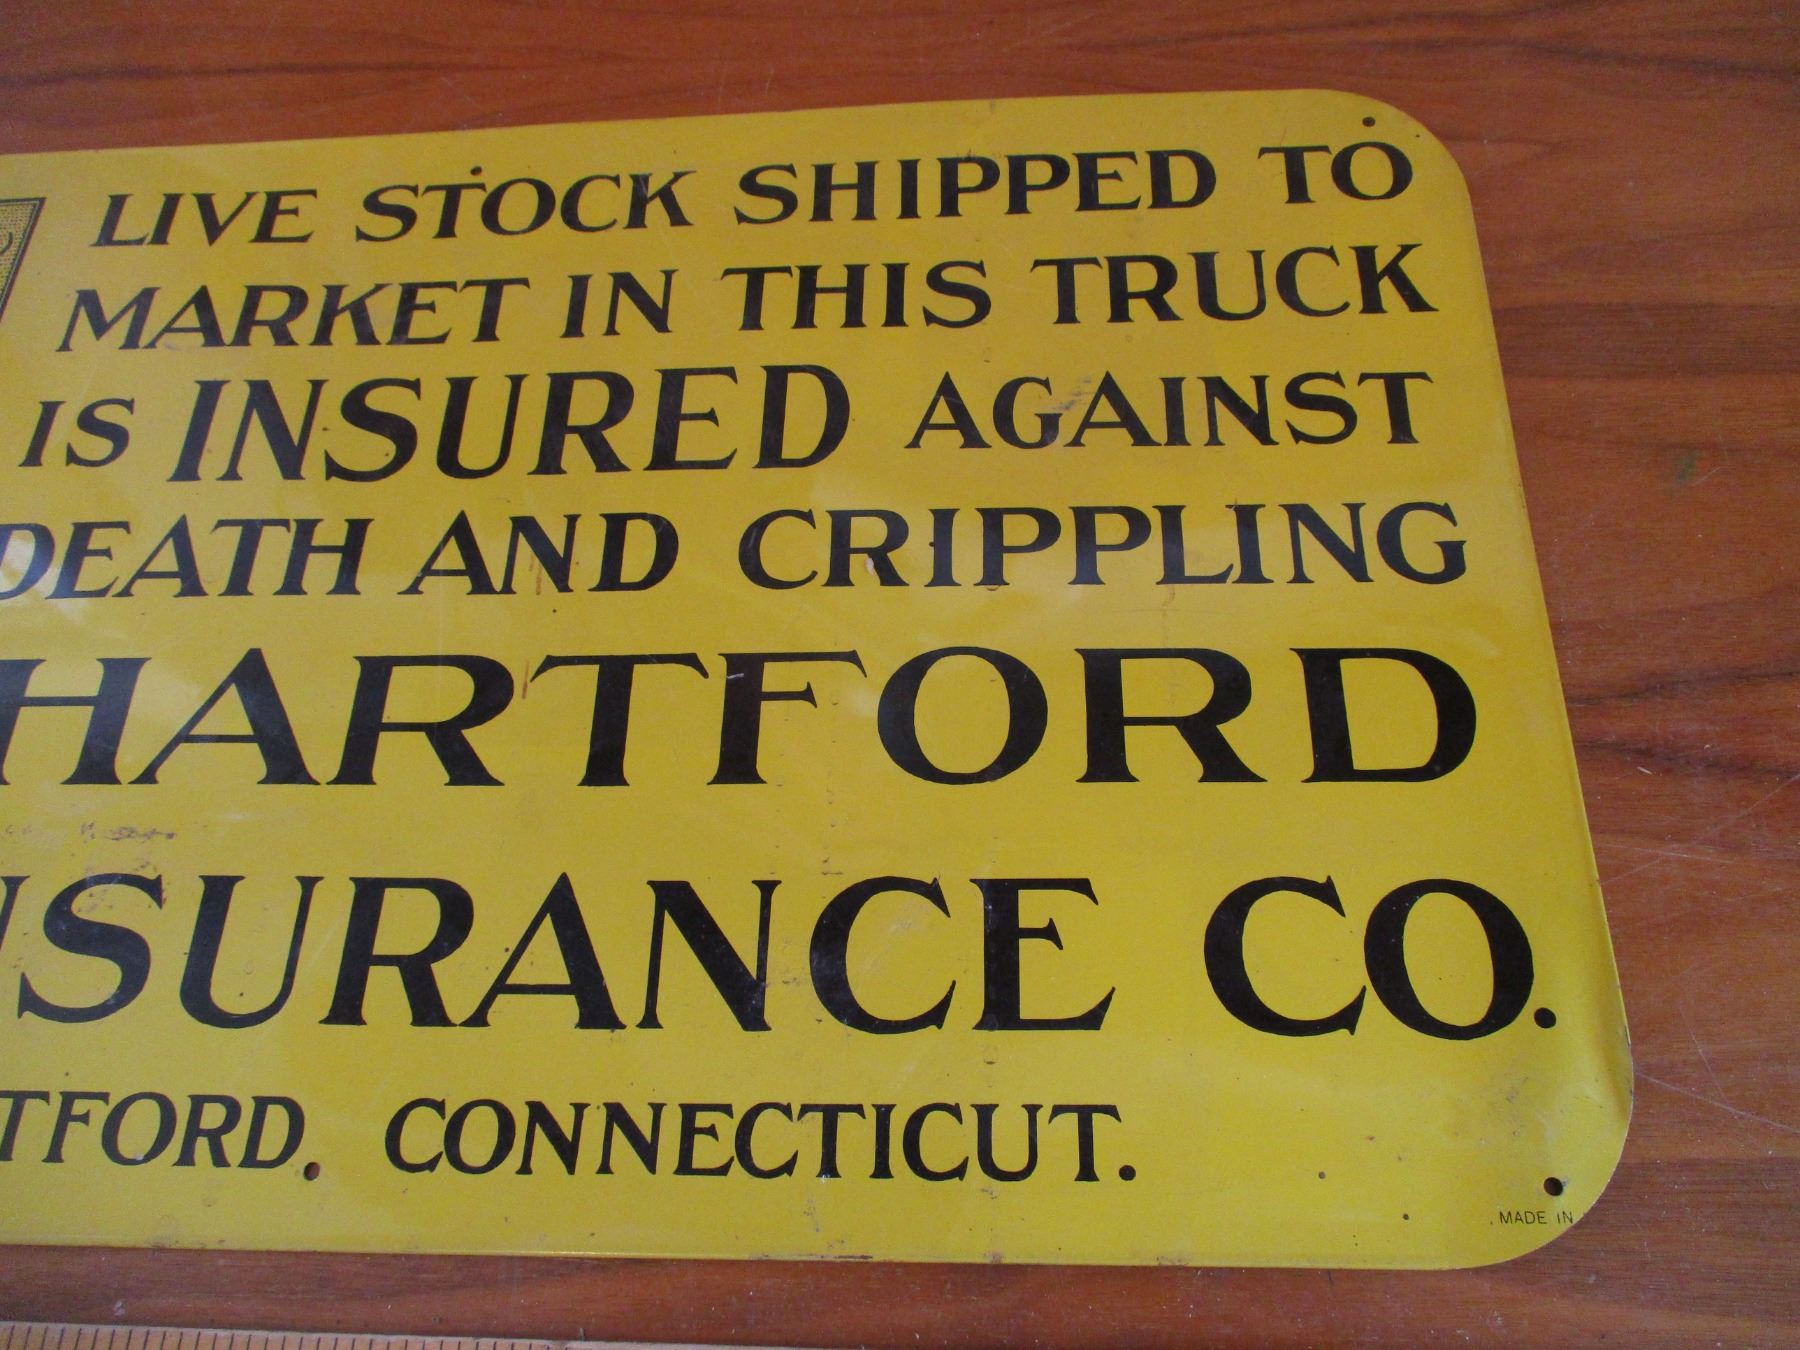 LIVE STOCK SHIPPED TO
MARKET IN THIS TRUCK
IS INSURED AGAINST
DEATH AND CRIPPLING
HARTFORD
NSURANCE CO.
TFORD. CONNECTICUT.
MADE IN